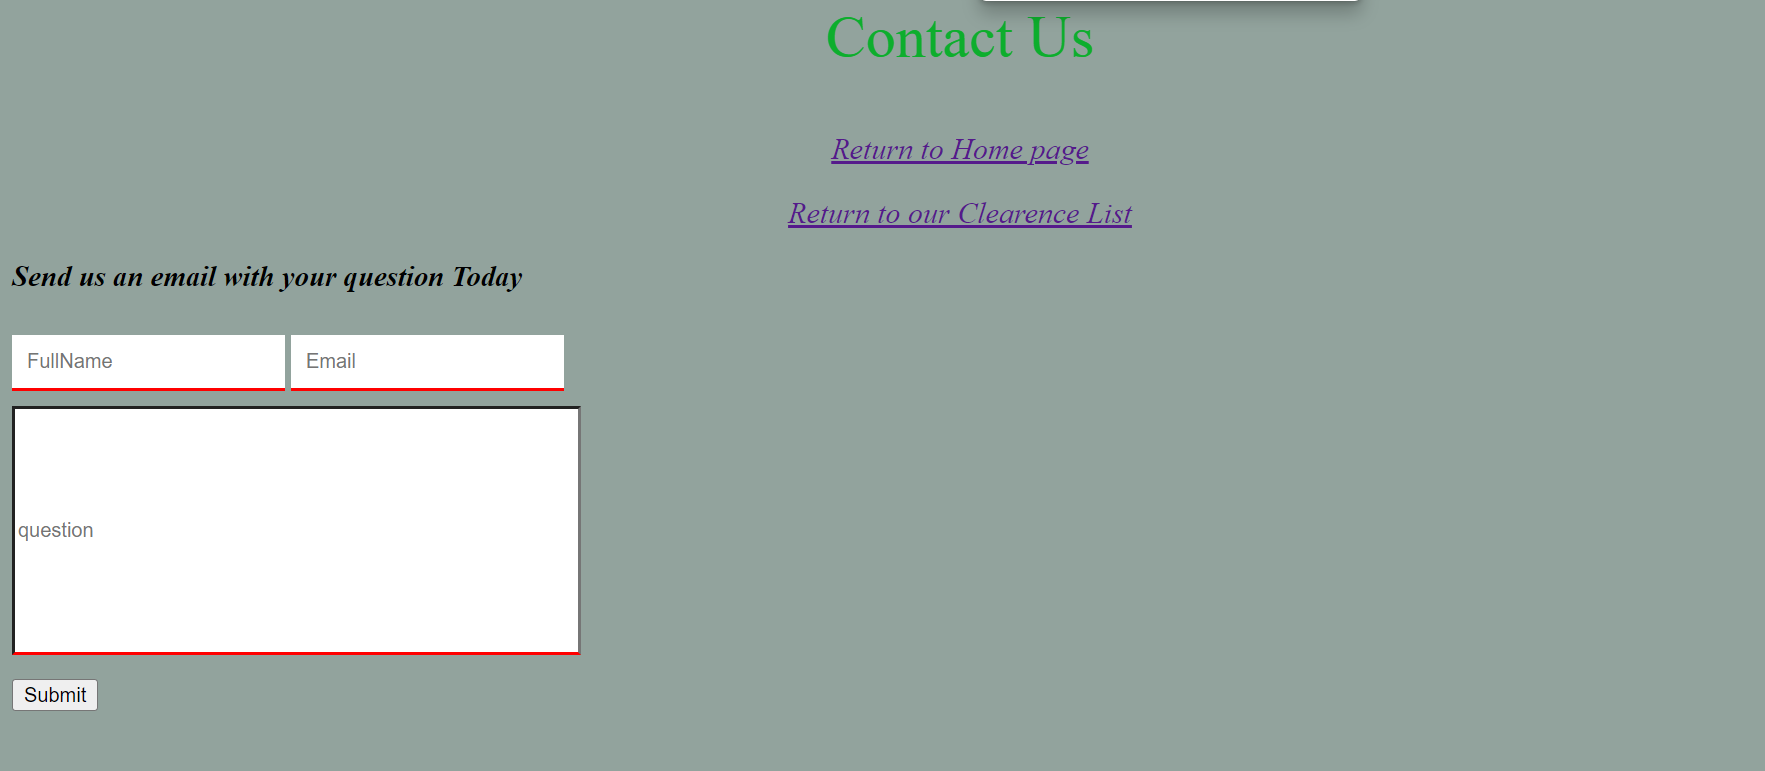 Contact Us
Return to Home page
Return to our Clearence List
Send us an email with your question Today
FullName Email
question
Submit